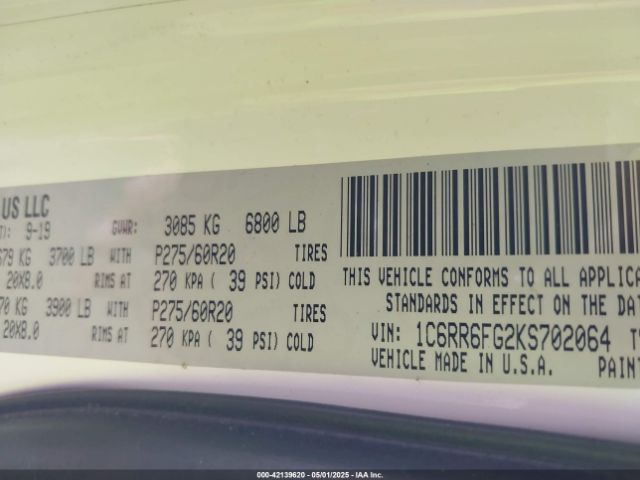 US LLC
T): 9-19 GVWR: 3085 KG 6800 LB
679 KG 3700 LB WITH P275/60R20 TIRES
20X8.0 RIMS AT 270 KPA ( 39 PSI) COLD
70 KG 3900 LB WITH P275/60R20 TIRES
20X8.0 RIMS AT 270 KPA ( 39 PSI) COLD
THIS VEHICLE CONFORMS TO ALL APPLICA
STANDARDS IN EFFECT ON THE DA
VIN: 1C6RR6FG2KS702064 T
VEHICLE MADE IN U.S.A. PAIN
000-42139620 - 05/01/2025 - IAAI Inc.